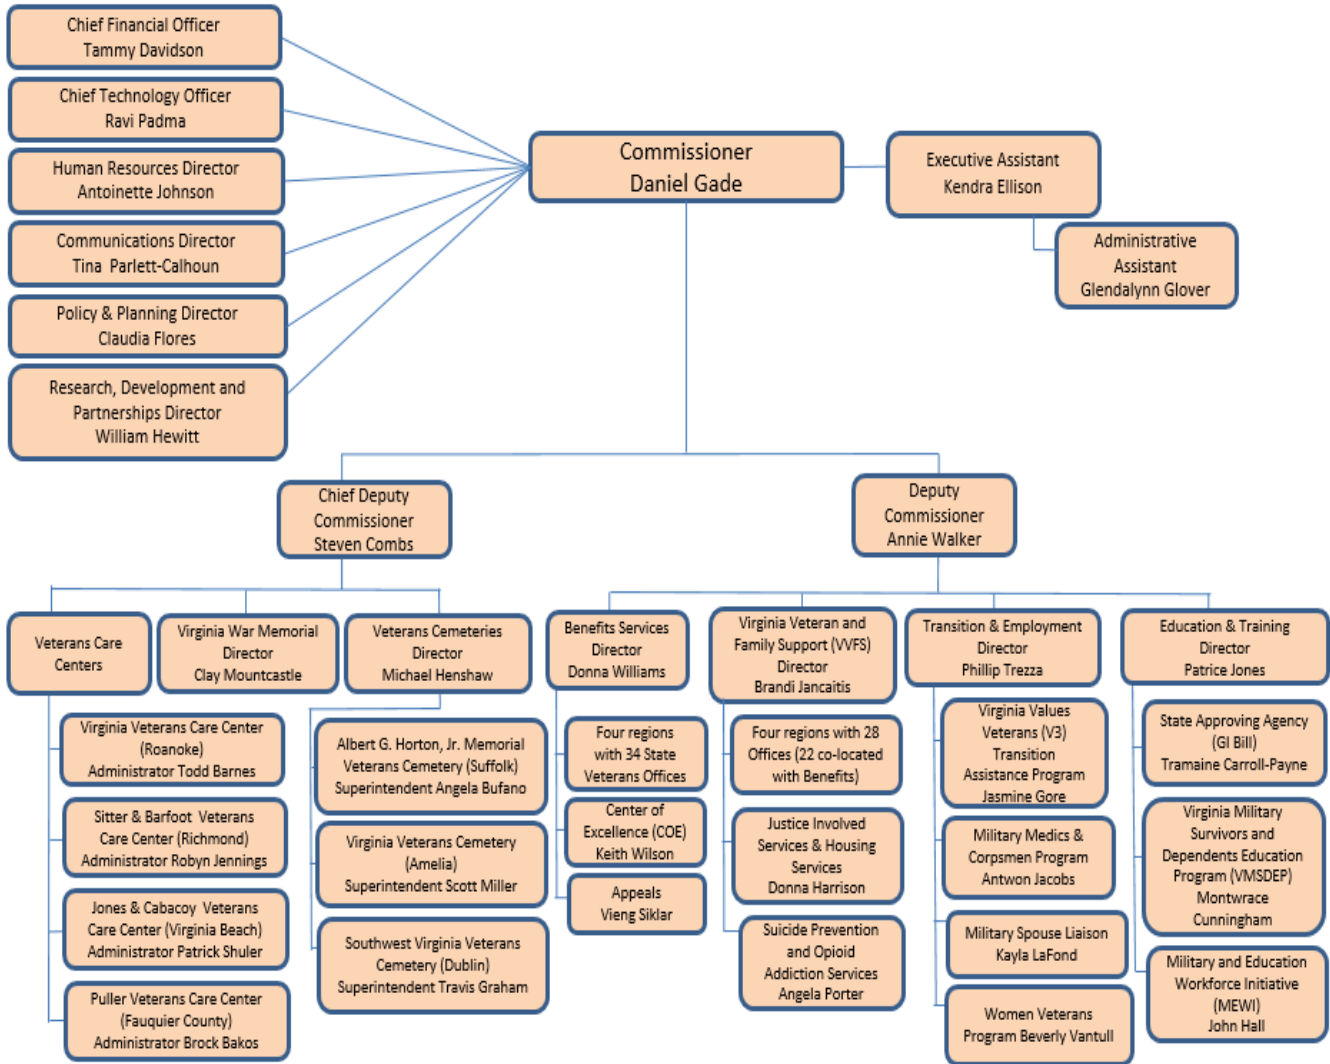 Chief Financial Officer
Tammy Davidson
Chief Technology Officer
Ravi Padma
Human Resources Director
Antoinette Johnson
Communications Director
Tina Parlett-Calhoun
Policy & Planning Director
Claudia Flores
Research, Development and
Partnerships Director
William Hewitt
Commissioner
Daniel Gade
Executive Assistant
Kendra Ellison
Administrative
Assistant
Glendalynn Glover
Chief Deputy
Commissioner
Steven Combs
Deputy
Commissioner
Annie Walker
Veterans Care
Centers
Virginia War Memorial
Director
Clay Mountcastle
Veterans Cemeteries
Director
Michael Henshaw
Benefits Services
Director
Donna Williams
Virginia Veteran and
Family Support (VVFS)
Director
Brandi Jancaitis
Transition & Employment
Director
Phillip Trezza
Education & Training
Director
Patrice Jones
Virginia Veterans Care Center
(Roanoke)
Administrator Todd Barnes
Sitter & Barfoot Veterans
Care Center (Richmond)
Administrator Robyn Jennings
Jones & Cabacoy Veterans
Care Center (Virginia Beach)
Administrator Patrick Shuler
Puller Veterans Care Center
(Fauquier County)
Administrator Brock Bakos
Albert G. Horton, Jr. Memorial
Veterans Cemetery (Suffolk)
Superintendent Angela Bufano
Virginia Veterans Cemetery
(Amelia)
Superintendent Scott Miller
Southwest Virginia Veterans
Cemetery (Dublin)
Superintendent Travis Graham
Four regions
with 34 State
Veterans Offices
Center of
Excellence (COE)
Keith Wilson
Appeals
Vieng Siklar
Four regions with 28
Offices (22 co-located
with Benefits)
Justice Involved
Services & Housing
Services
Donna Harrison
Suicide Prevention
and Opioid
Addiction Services
Angela Porter
Virginia Values
Veterans (V3)
Transition
Assistance Program
Jasmine Gore
Military Medics &
Corpsmen Program
Antwon Jacobs
Military Spouse Liaison
Kayla LaFond
Women Veterans
Program Beverly Vantull
State Approving Agency
(GI Bill)
Tramaine Carroll-Payne
Virginia Military
Survivors and
Dependents Education
Program (VMSDEP)
Montwrace
Cunningham
Military and Education
Workforce Initiative
(MEWI)
John Hall